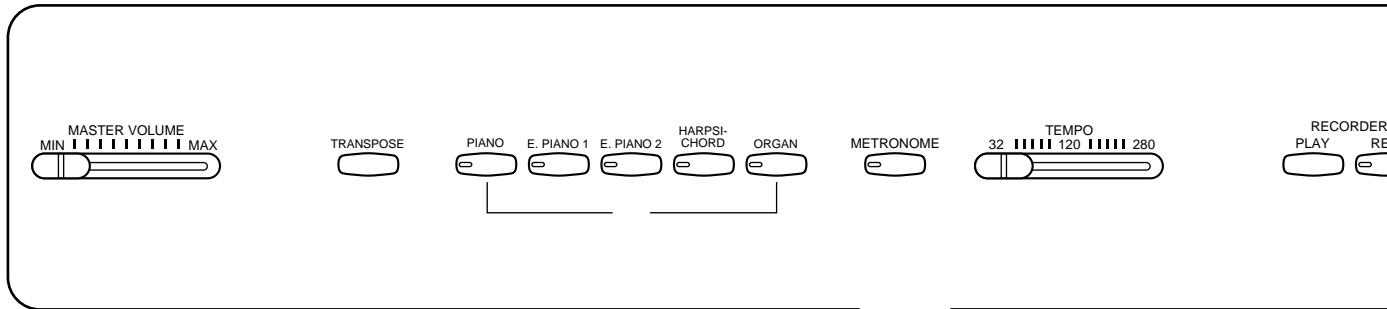 MASTER VOLUME
MIN MAX
TRANSPOSE
PIANO
E. PIANO 1
E. PIANO 2
HARPSI-
CHORD
ORGAN
METRONOME
TEMPO
32 120 280
RECORDER
PLAY